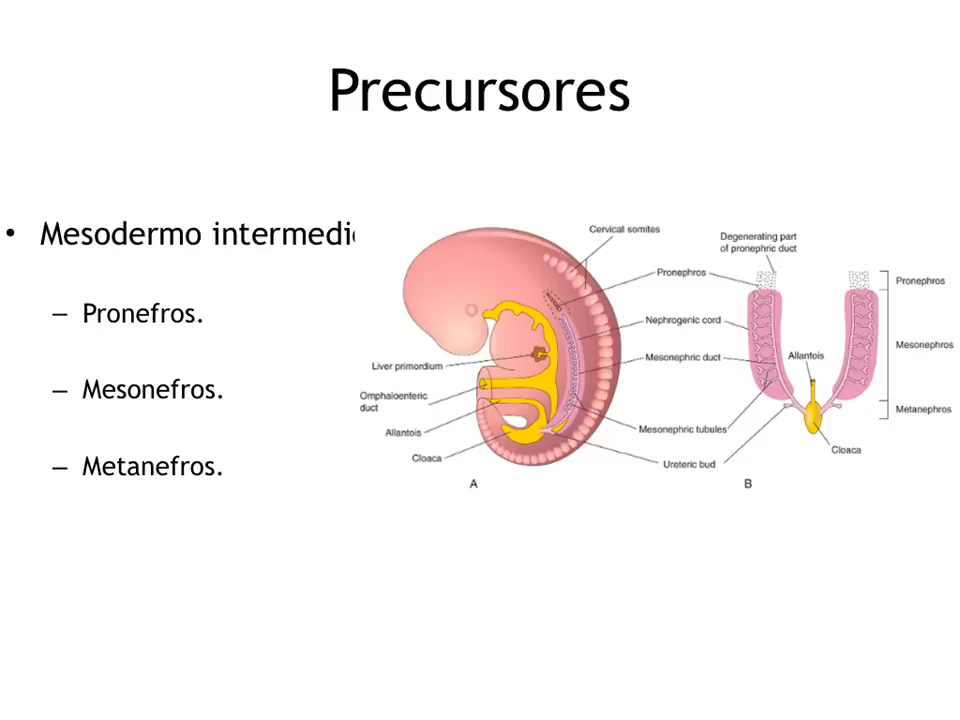 Precursores
• Mesodermo intermedi
– Pronefros.
– Mesonefros.
– Metanefros.
Cervical somites
Pronephros
Nephrogenic cord
Mesonephric duct
Mesonephric tubules
Ureteric bud
Liver primordium
Omphaloenteric
duct
Allantois
Cloaca
A
Degenerating part
of pronephric duct
Allantois
Cloaca
Pronephros
Mesonephros
Metanephros
B